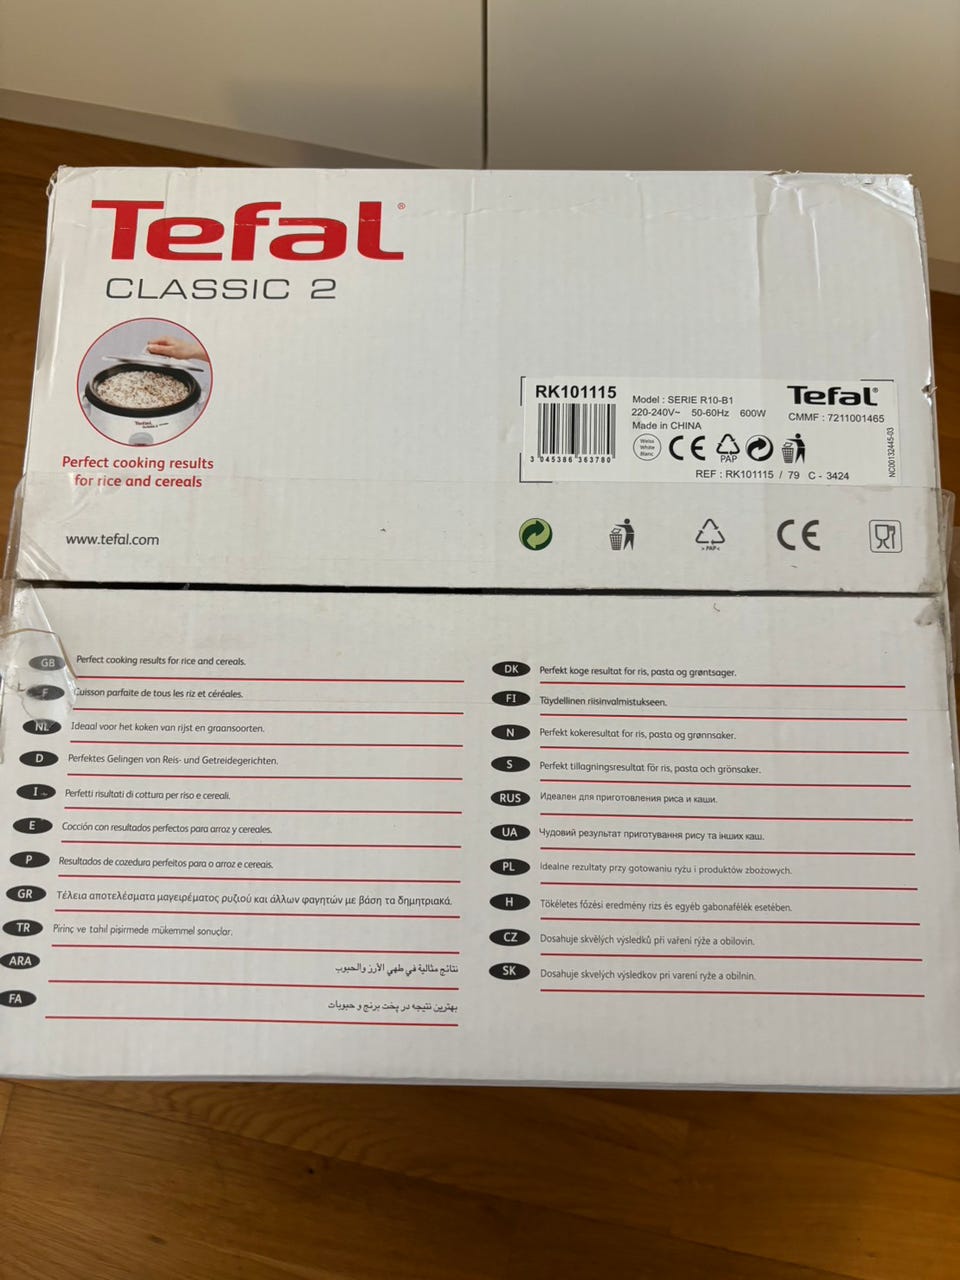 Tefal®
CLASSIC 2
Perfect cooking results
for rice and cereals
www.tefal.com
RK101115
3 045386 363780
Model : SERIE R10-B1
220-240V~ 50-60Hz 600W
Made in CHINA
Weiss
White
Blanc
CE
PAP
Tefal®
CMMF : 7211001465
REF : RK101115 / 79 C - 3424
NC00132445-03
> PAP <
CE
GB Perfect cooking results for rice and cereals.
F Cuisson parfaite de tous les riz et céréales.
NL Ideaal voor het koken van rijst en graansoorten.
D Perfektes Gelingen von Reis- und Getreidegerichten.
I Perfetti risultati di cottura per riso e cereali.
E Cocción con resultados perfectos para arroz y cereales.
P Resultados de cozedura perfeitos para o arroz e cereais.
GR Τέλεια αποτελέσματα μαγειρέματος ρυζιού και άλλων φαγητών με βάση τα δημητριακά.
TR Pirinç ve tahıl pişirmede mükemmel sonuçlar.
ARA نتائج مثالية في طهي الأرز والحبوب
FA بهترین نتیجه در پخت برنج و حبوبات
DK Perfekt koge resultat for ris, pasta og grøntsager.
FI Täydellinen riisinvalmistukseen.
N Perfekt kokeresultat for ris, pasta og grønnsaker.
S Perfekt tillagningsresultat för ris, pasta och grönsaker.
RUS Идеален для приготовления риса и каши.
UA Чудовий результат приготування рису та інших каш.
PL Idealne rezultaty przy gotowaniu ryżu i produktów zbożowych.
H Tökéletes főzési eredmény rizs és egyéb gabonafélék esetében.
CZ Dosahuje skvělých výsledků při vaření rýže a obilovin.
SK Dosahuje skvelých výsledkov pri varení ryže a obilnín.